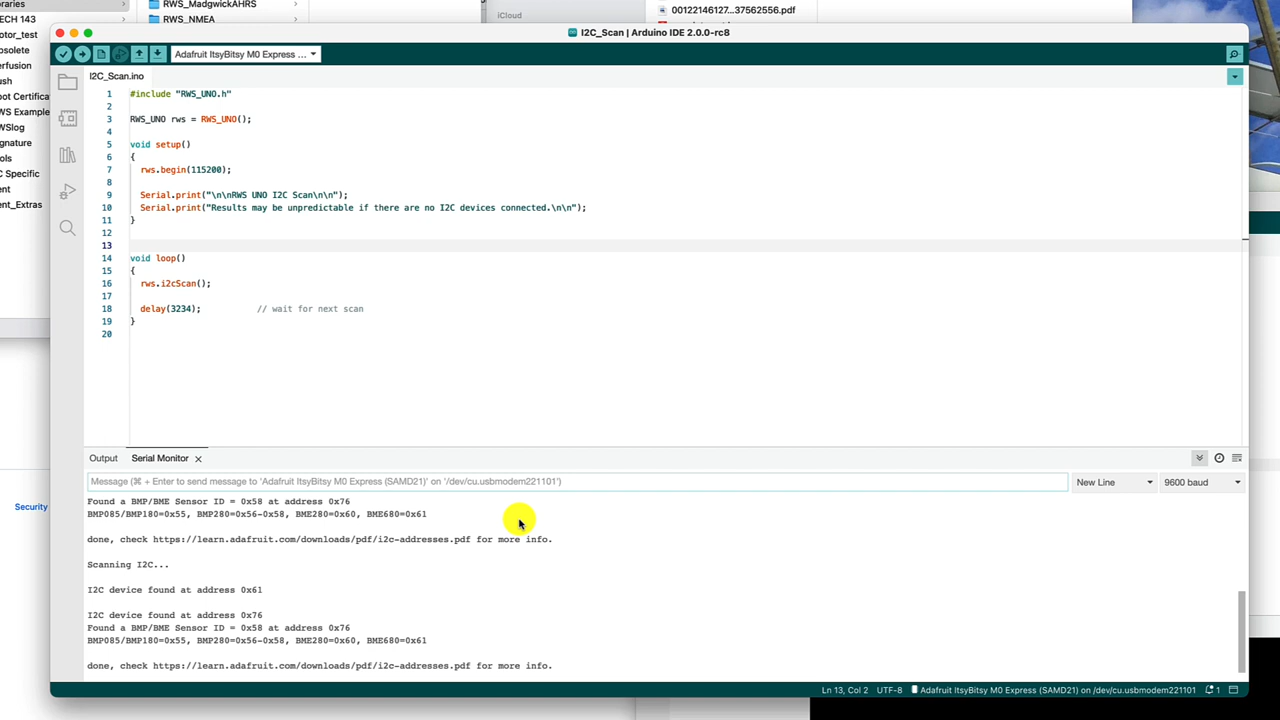 braries
RWS_MadgwickAHRS
TECH 143
RWS_NMEA
iCloud
00122146127...37562556.pdf
otor_test
I2C_Scan | Arduino IDE 2.0.0-rc8
osolete
Adafruit ItsyBitsy M0 Express ...
erfusion
ush
I2C_Scan.ino
oot Certifica
WS Example
WSlog
gnature
ols
C Specific
ent
ent_Extras
1 #include "RWS_UNO.h"
2
3 RWS_UNO rws = RWS_UNO();
4
5 void setup()
6 {
7 rws.begin(115200);
8
9 Serial.print("\n\nRWS UNO I2C Scan\n\n");
10 Serial.print("Results may be unpredictable if there are no I2C devices connected.\n\n");
11 }
12
13
14 void loop()
15 {
16 rws.i2cScan();
17
18 delay(3234); // wait for next scan
19 }
20
Output Serial Monitor
Message (⌘ + Enter to send message to 'Adafruit ItsyBitsy M0 Express (SAMD21)' on '/dev/cu.usbmodem221101')
New Line
9600 baud
Security
Found a BMP/BME Sensor ID = 0x58 at address 0x76
BMP085/BMP180=0x55, BMP280=0x56-0x58, BME280=0x60, BME680=0x61
done, check https://learn.adafruit.com/downloads/pdf/i2c-addresses.pdf for more info.
Scanning I2C...
I2C device found at address 0x61
I2C device found at address 0x76
Found a BMP/BME Sensor ID = 0x58 at address 0x76
BMP085/BMP180=0x55, BMP280=0x56-0x58, BME280=0x60, BME680=0x61
done, check https://learn.adafruit.com/downloads/pdf/i2c-addresses.pdf for more info.
Ln 13, Col 2 UTF-8 Adafruit ItsyBitsy M0 Express (SAMD21) on /dev/cu.usbmodem221101 1